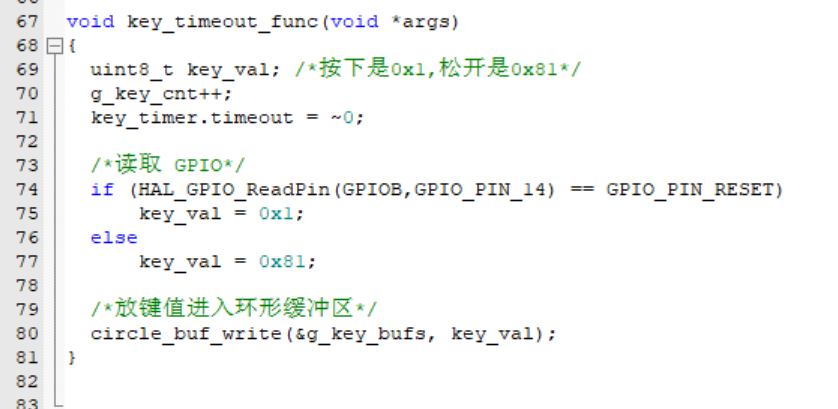 67 void key_timeout_func(void *args)
68 {
69 uint8_t key_val; /*按下是0x1,松开是0x81*/
70 g_key_cnt++;
71 key_timer.timeout = ~0;
72
73 /*读取 GPIO*/
74 if (HAL_GPIO_ReadPin(GPIOB,GPIO_PIN_14) == GPIO_PIN_RESET)
75 key_val = 0x1;
76 else
77 key_val = 0x81;
78
79 /*放键值进入环形缓冲区*/
80 circle_buf_write(&g_key_bufs, key_val);
81 }
82
83